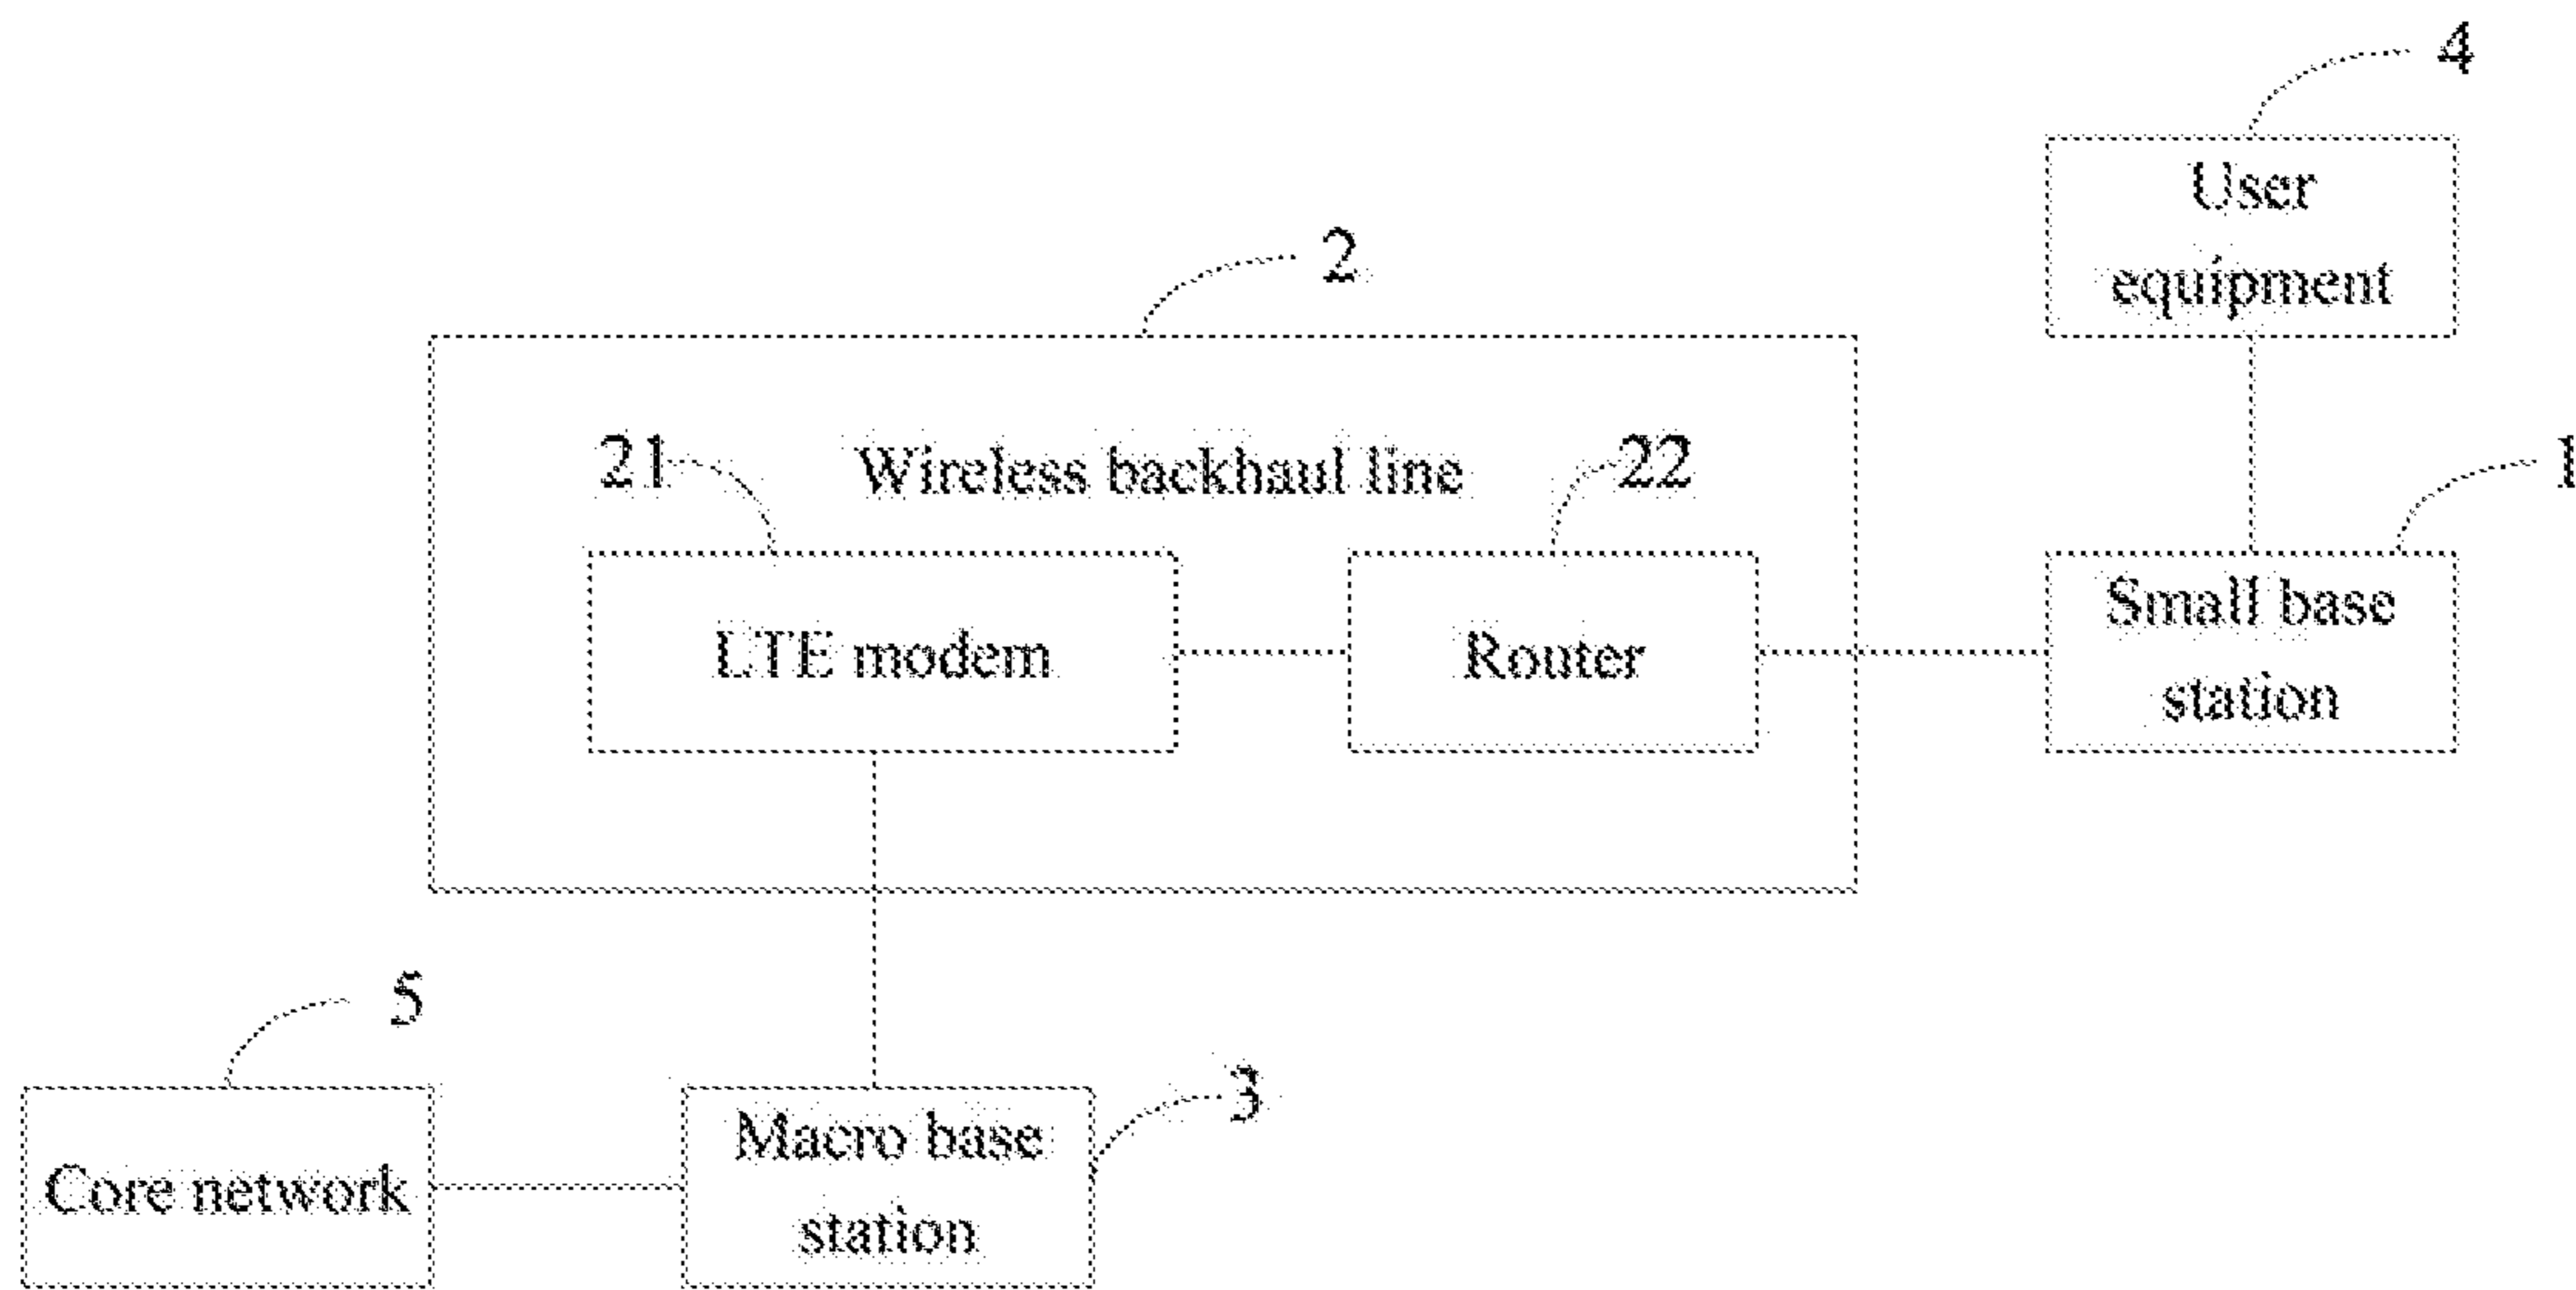 4
User
equipment
2
21
Wireless backhaul line
22
1
LTE modem
Router
Small base
station
5
3
Core network
Macro base
station